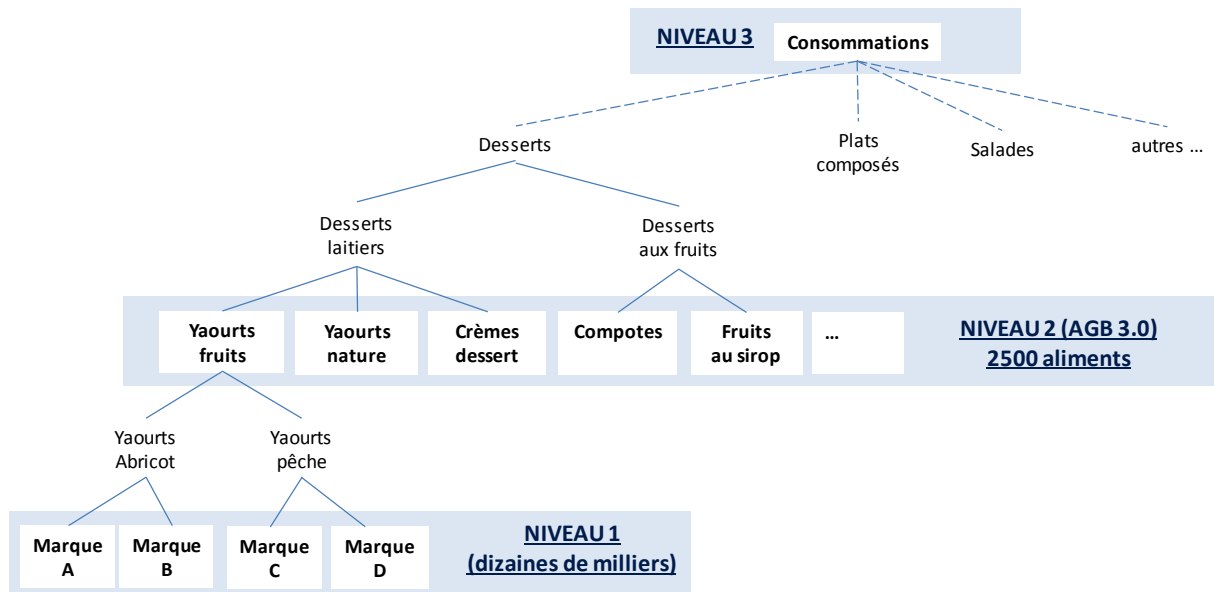 NIVEAU 3
Consommations
Desserts
Plats
composés
Salades
autres ...
Desserts
laitiers
Desserts
aux fruits
Yaourts
fruits
Yaourts
nature
Crèmes
dessert
Compotes
Fruits
au sirop
...
NIVEAU 2 (AGB 3.0)
2500 aliments
Yaourts
Abricot
Yaourts
pêche
Marque
A
Marque
B
Marque
C
Marque
D
NIVEAU 1
(dizaines de milliers)